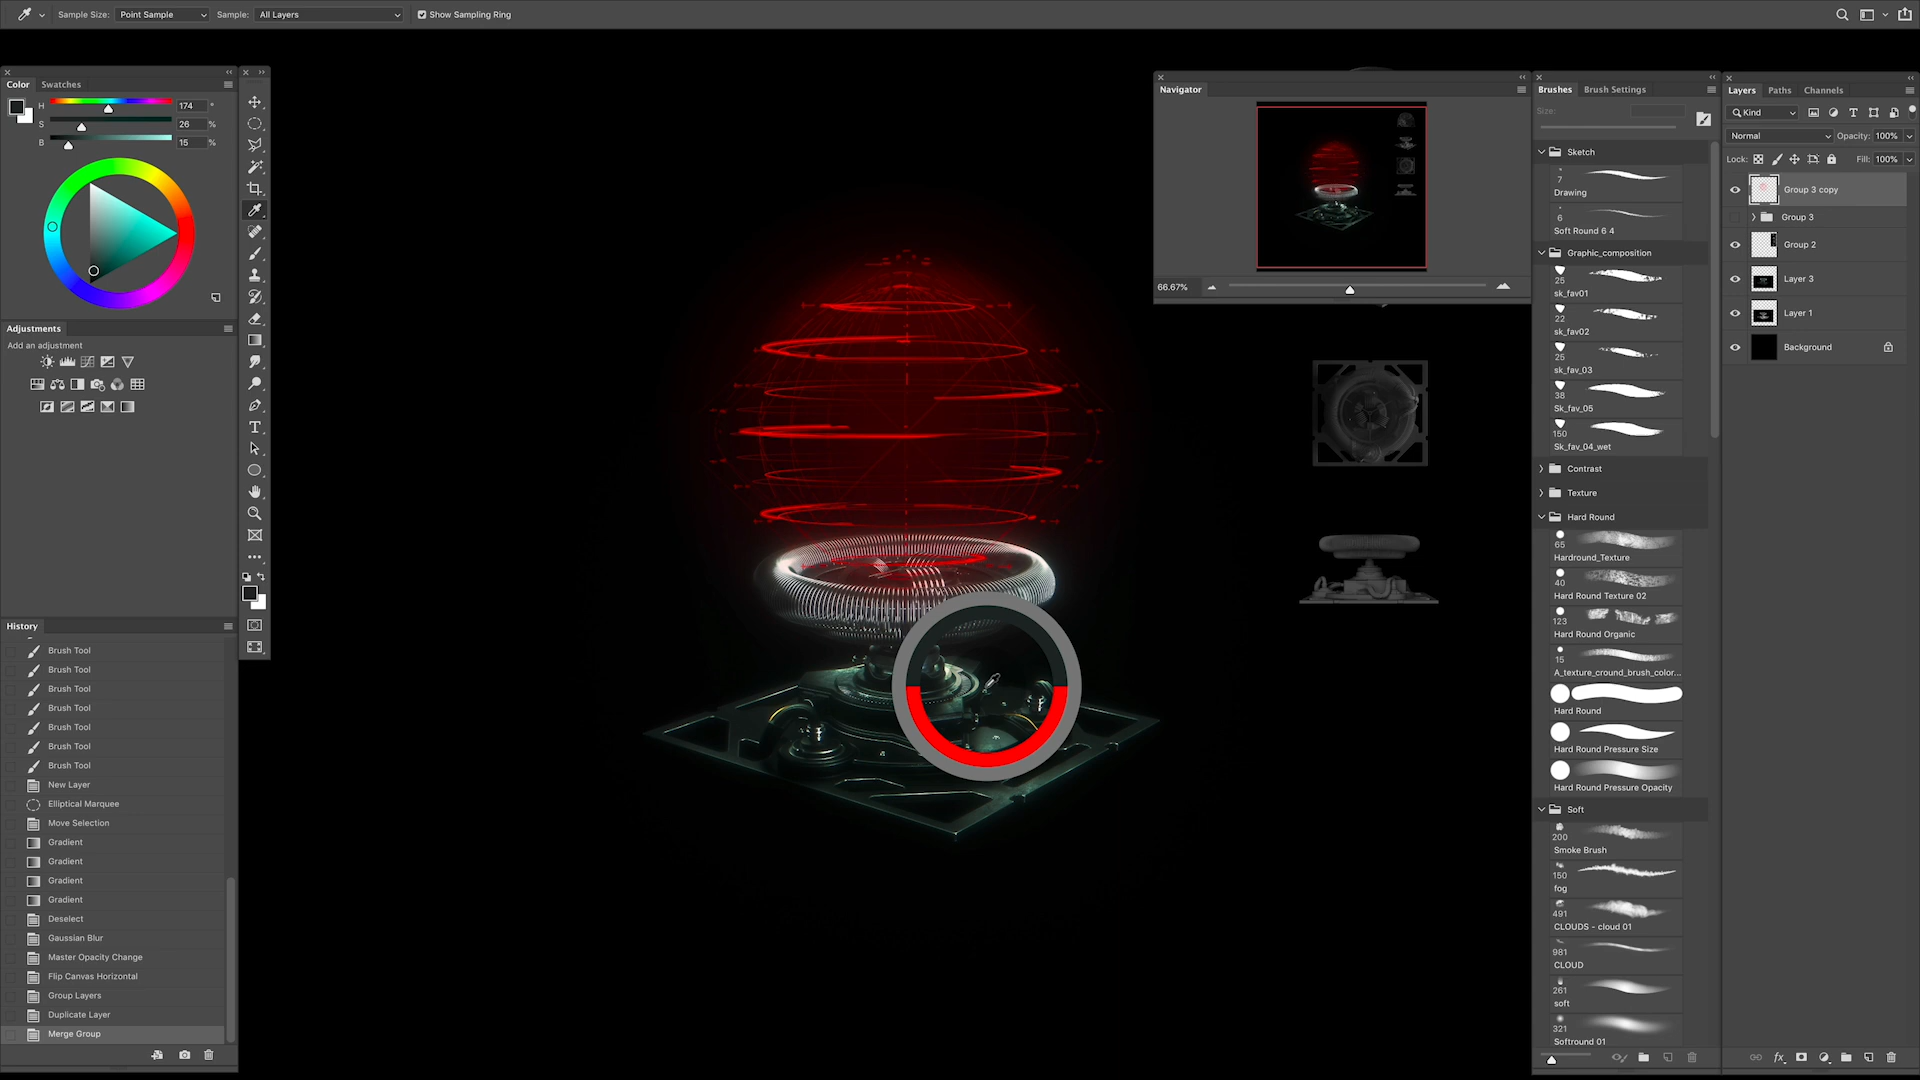 Sample Size: Point Sample Sample: All Layers Show Sampling Ring
Color Swatches
H 174 °
S 26 %
B 15 %
Adjustments
Add an adjustment
History
Brush Tool
Brush Tool
Brush Tool
Brush Tool
Brush Tool
Brush Tool
Brush Tool
New Layer
Elliptical Marquee
Move Selection
Gradient
Gradient
Gradient
Gradient
Deselect
Gaussian Blur
Master Opacity Change
Flip Canvas Horizontal
Group Layers
Duplicate Layer
Merge Group
Navigator
66.67%
Brushes Brush Settings
Size:
Sketch
7
Drawing
6
Soft Round 6 4
Graphic_composition
25
sk_fav01
22
sk_fav02
25
sk_fav_03
38
Sk_fav_05
150
Sk_fav_04_wet
Contrast
Texture
Hard Round
65
Hardround_Texture
40
Hard Round Texture 02
123
Hard Round Organic
15
A_texture_cround_brush_color...
Hard Round
Hard Round Pressure Size
Hard Round Pressure Opacity
Soft
200
Smoke Brush
150
fog
491
CLOUDS - cloud 01
981
CLOUD
261
soft
321
Softround 01
Layers Paths Channels
Kind
Normal Opacity: 100%
Lock: Fill: 100%
Group 3 copy
Group 3
Group 2
Layer 3
Layer 1
Background